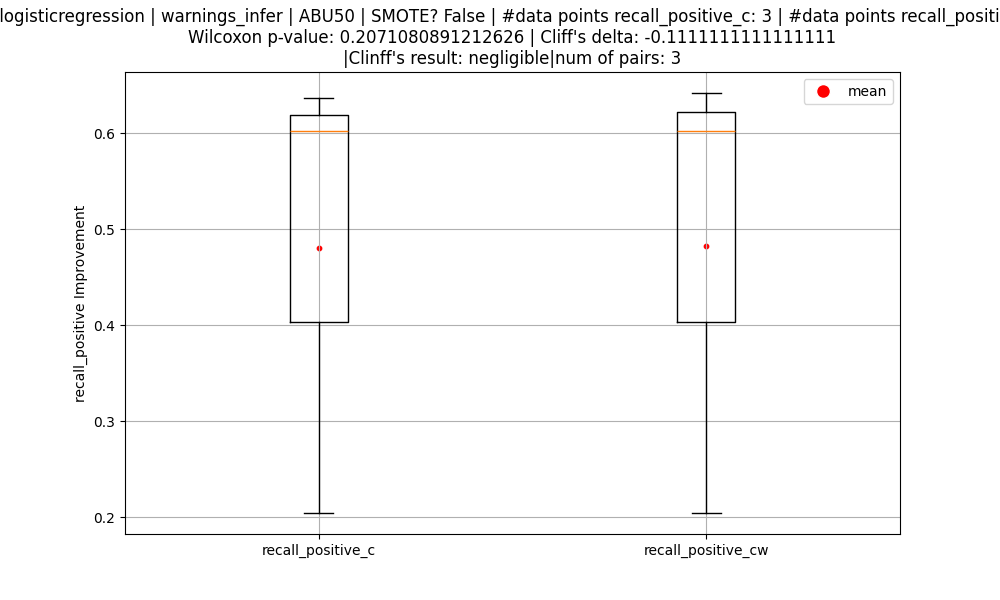 logisticregression | warnings_infer | ABU50 | SMOTE? False | #data points recall_positive_c: 3 | #data points recall_positi
Wilcoxon p-value: 0.2071080891212626 | Cliff's delta: -0.1111111111111111
|Clinff's result: negligible|num of pairs: 3
mean
0.6
0.5
0.4
0.3
0.2
recall_positive Improvement
recall_positive_c
recall_positive_cw